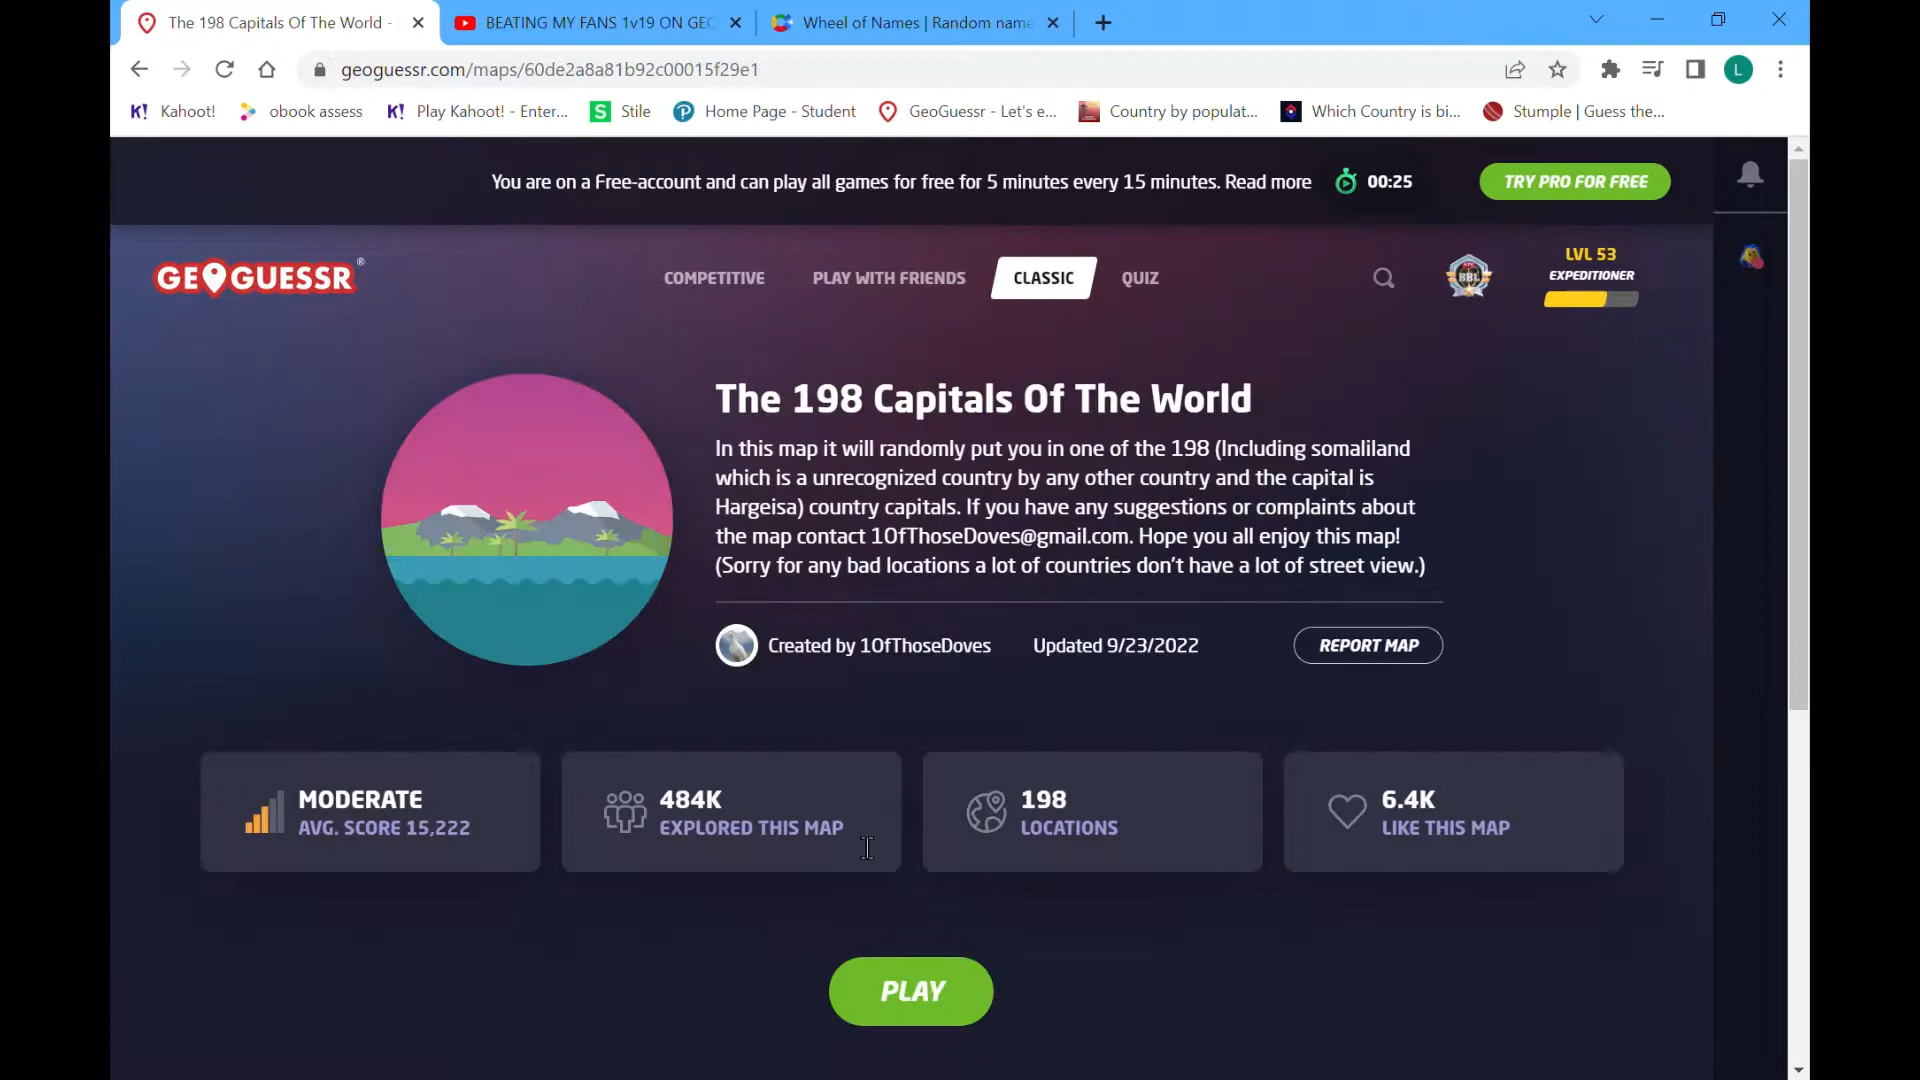 The 198 Capitals Of The World -
BEATING MY FANS 1v19 ON GEO
Wheel of Names | Random name
geoguessr.com/maps/60de2a8a81b92c00015f29e1
L
K! Kahoot!
obook assess
K! Play Kahoot! - Enter...
S Stile
Home Page - Student
GeoGuessr - Let's e...
Country by populat...
Which Country is bi...
Stumple | Guess the...
You are on a Free-account and can play all games for free for 5 minutes every 15 minutes. Read more
00:25
TRY PRO FOR FREE
GEOGUESSR®
COMPETITIVE
PLAY WITH FRIENDS
CLASSIC
QUIZ
BBL
LVL 53
EXPEDITIONER
The 198 Capitals Of The World
In this map it will randomly put you in one of the 198 (Including somaliland
which is a unrecognized country by any other country and the capital is
Hargeisa) country capitals. If you have any suggestions or complaints about
the map contact 1OfThoseDoves@gmail.com. Hope you all enjoy this map!
(Sorry for any bad locations a lot of countries don't have a lot of street view.)
Created by 1OfThoseDoves
Updated 9/23/2022
REPORT MAP
MODERATE
AVG. SCORE 15,222
484K
EXPLORED THIS MAP
198
LOCATIONS
6.4K
LIKE THIS MAP
PLAY